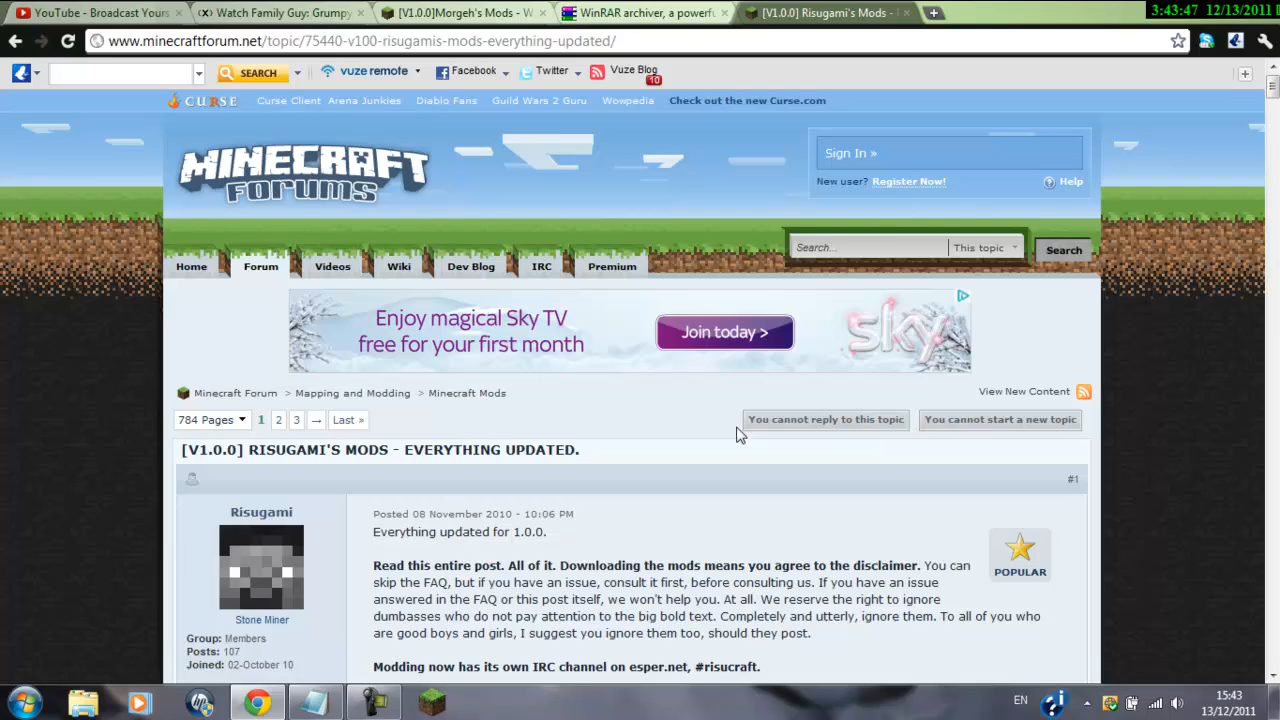 YouTube - Broadcast Yours
Watch Family Guy: Grumpy
[V1.0.0]Morgeh's Mods - W
WinRAR archiver, a powerfu
[V1.0.0] Risugami's Mods -
3:43:47 12/13/2011
www.minecraftforum.net/topic/75440-v100-risugamis-mods-everything-updated/
SEARCH
vuze remote
Facebook
Twitter
Vuze Blog
10
CURSE
Curse Client Arena Junkies Diablo Fans Guild Wars 2 Guru Wowpedia Check out the new Curse.com
MINECRAFT
FORUMS
Sign In »
New user? Register Now!
Help
Search...
This topic
Search
Home Forum Videos Wiki Dev Blog IRC Premium
Enjoy magical Sky TV
free for your first month
Join today >
sky
Minecraft Forum > Mapping and Modding > Minecraft Mods
View New Content
784 Pages 1 2 3 → Last »
You cannot reply to this topic
You cannot start a new topic
[V1.0.0] RISUGAMI'S MODS - EVERYTHING UPDATED.
#1
Risugami
Stone Miner
Group: Members
Posts: 107
Joined: 02-October 10
Posted 08 November 2010 - 10:06 PM
Everything updated for 1.0.0.
POPULAR
Read this entire post. All of it. Downloading the mods means you agree to the disclaimer. You can
skip the FAQ, but if you have an issue, consult it first, before consulting us. If you have an issue
answered in the FAQ or this post itself, we won't help you. At all. We reserve the right to ignore
dumbasses who do not pay attention to the big bold text. Completely and utterly, ignore them. To all of you who
are good boys and girls, I suggest you ignore them too, should they post.
Modding now has its own IRC channel on esper.net, #risucraft.
EN
15:43
13/12/2011